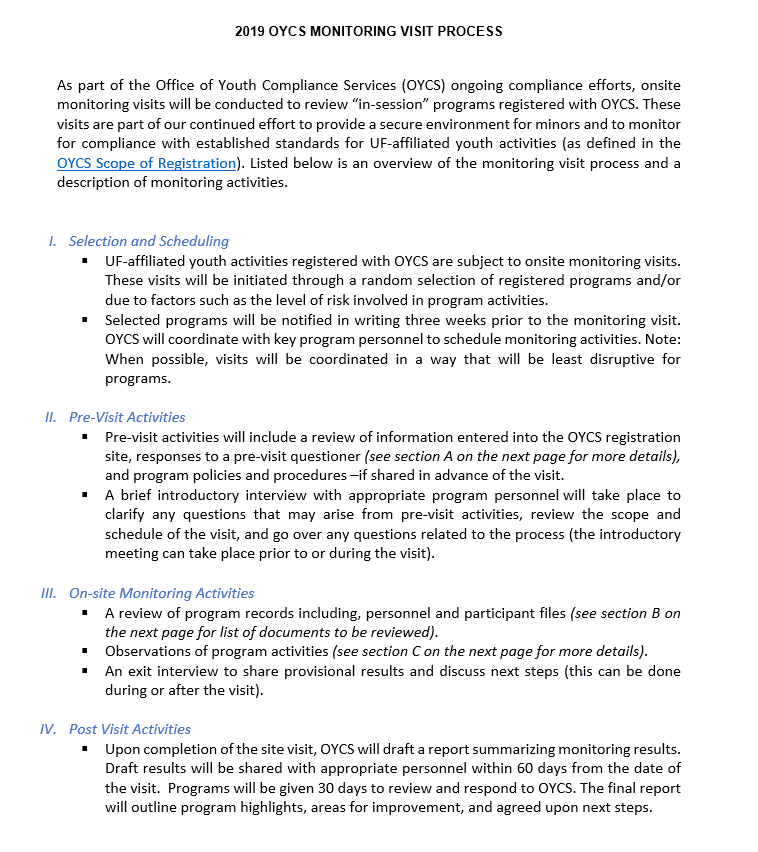 2019 OYCS MONITORING VISIT PROCESS
As part of the Office of Youth Compliance Services (OYCS) ongoing compliance efforts, onsite
monitoring visits will be conducted to review “in-session” programs registered with OYCS. These
visits are part of our continued effort to provide a secure environment for minors and to monitor
for compliance with established standards for UF-affiliated youth activities (as defined in the
OYCS Scope of Registration). Listed below is an overview of the monitoring visit process and a
description of monitoring activities.
I. Selection and Scheduling
▪ UF-affiliated youth activities registered with OYCS are subject to onsite monitoring visits.
These visits will be initiated through a random selection of registered programs and/or
due to factors such as the level of risk involved in program activities.
▪ Selected programs will be notified in writing three weeks prior to the monitoring visit.
OYCS will coordinate with key program personnel to schedule monitoring activities. Note:
When possible, visits will be coordinated in a way that will be least disruptive for
programs.
II. Pre-Visit Activities
▪ Pre-visit activities will include a review of information entered into the OYCS registration
site, responses to a pre-visit questioner (see section A on the next page for more details),
and program policies and procedures –if shared in advance of the visit.
▪ A brief introductory interview with appropriate program personnel will take place to
clarify any questions that may arise from pre-visit activities, review the scope and
schedule of the visit, and go over any questions related to the process (the introductory
meeting can take place prior to or during the visit).
III. On-site Monitoring Activities
▪ A review of program records including, personnel and participant files (see section B on
the next page for list of documents to be reviewed).
▪ Observations of program activities (see section C on the next page for more details).
▪ An exit interview to share provisional results and discuss next steps (this can be done
during or after the visit).
IV. Post Visit Activities
▪ Upon completion of the site visit, OYCS will draft a report summarizing monitoring results.
Draft results will be shared with appropriate personnel within 60 days from the date of
the visit.  Programs will be given 30 days to review and respond to OYCS. The final report
will outline program highlights, areas for improvement, and agreed upon next steps.